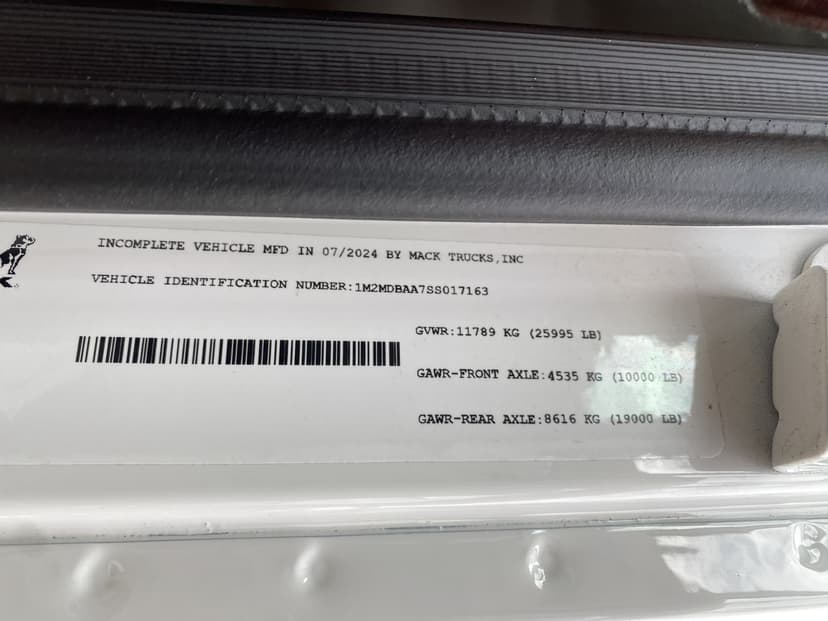 INCOMPLETE VEHICLE MFD IN 07/2024 BY MACK TRUCKS,INC
VEHICLE IDENTIFICATION NUMBER:1M2MDBAA7SS017163
GVWR:11789 KG (25995 LB)
GAWR-FRONT AXLE:4535 KG (10000 LB)
GAWR-REAR AXLE:8616 KG (19000 LB)